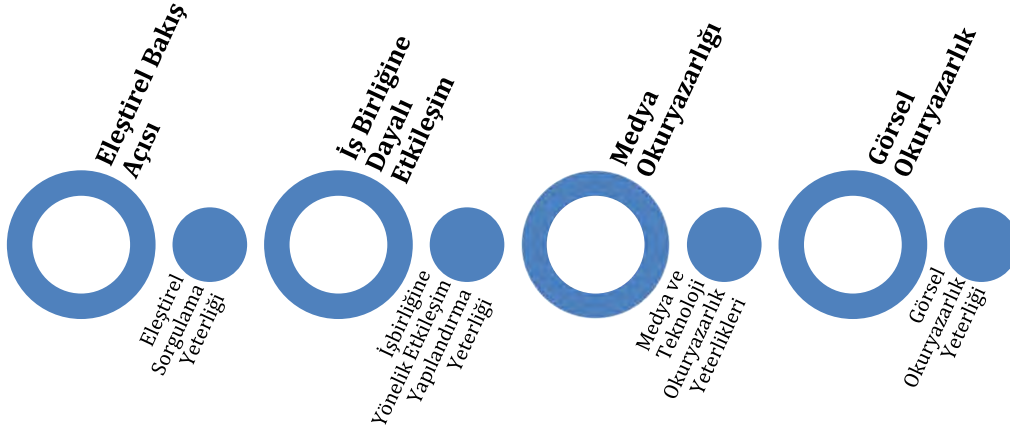 Eleştirel Bakış
Açısı
Eleştirel
Sorgulama
Yeterliği
İş Birliğine
Dayalı
Etkileşim
İşbirliğine
Yönelik Etkileşim
Yapılandırma
Yeterliği
Medya
Okuryazarlığı
Medya ve
Teknoloji
Okuryazarlık
Yeterlikleri
Görsel
Okuryazarlık
Görsel
Okuryazarlık
Yeterliği